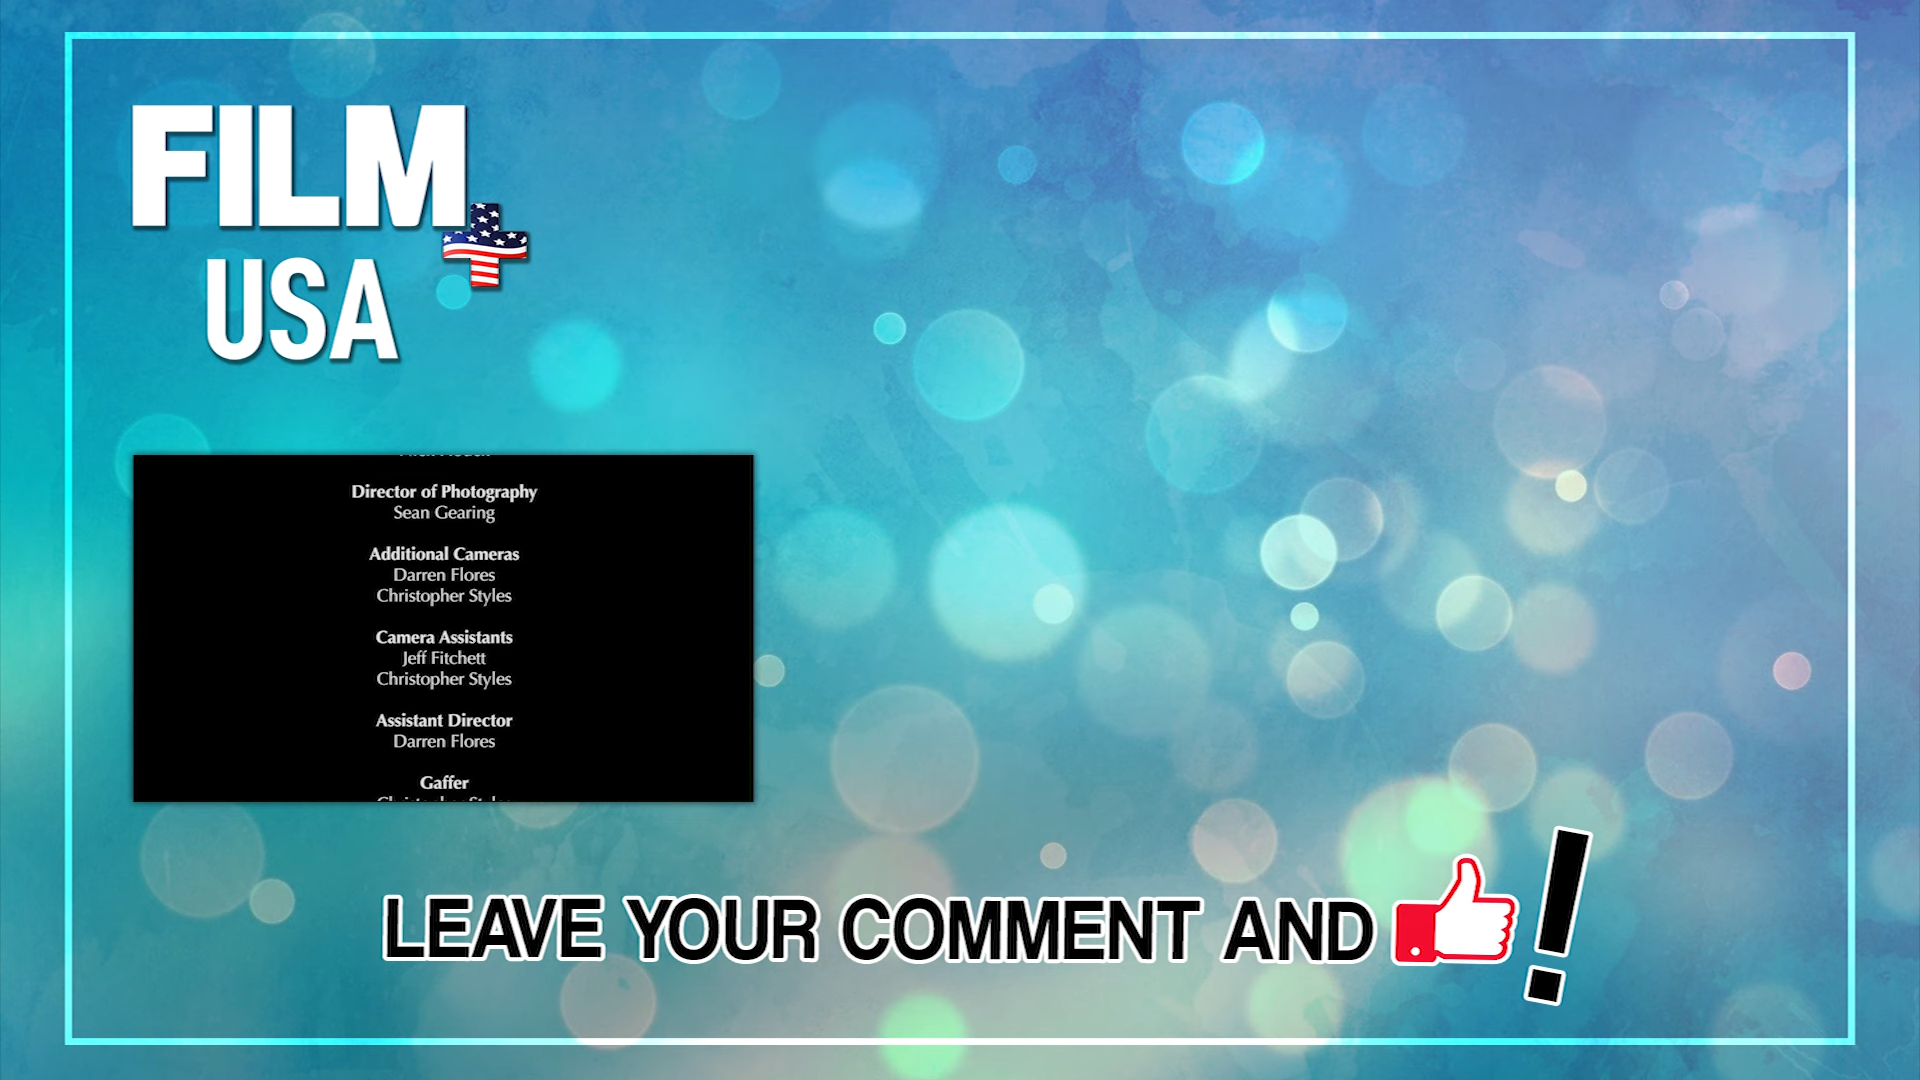 FILM
USA
Director of Photography
Sean Gearing
Additional Cameras
Darren Flores
Christopher Styles
Camera Assistants
Jeff Fitchett
Christopher Styles
Assistant Director
Darren Flores
Gaffer
LEAVE YOUR COMMENT AND !